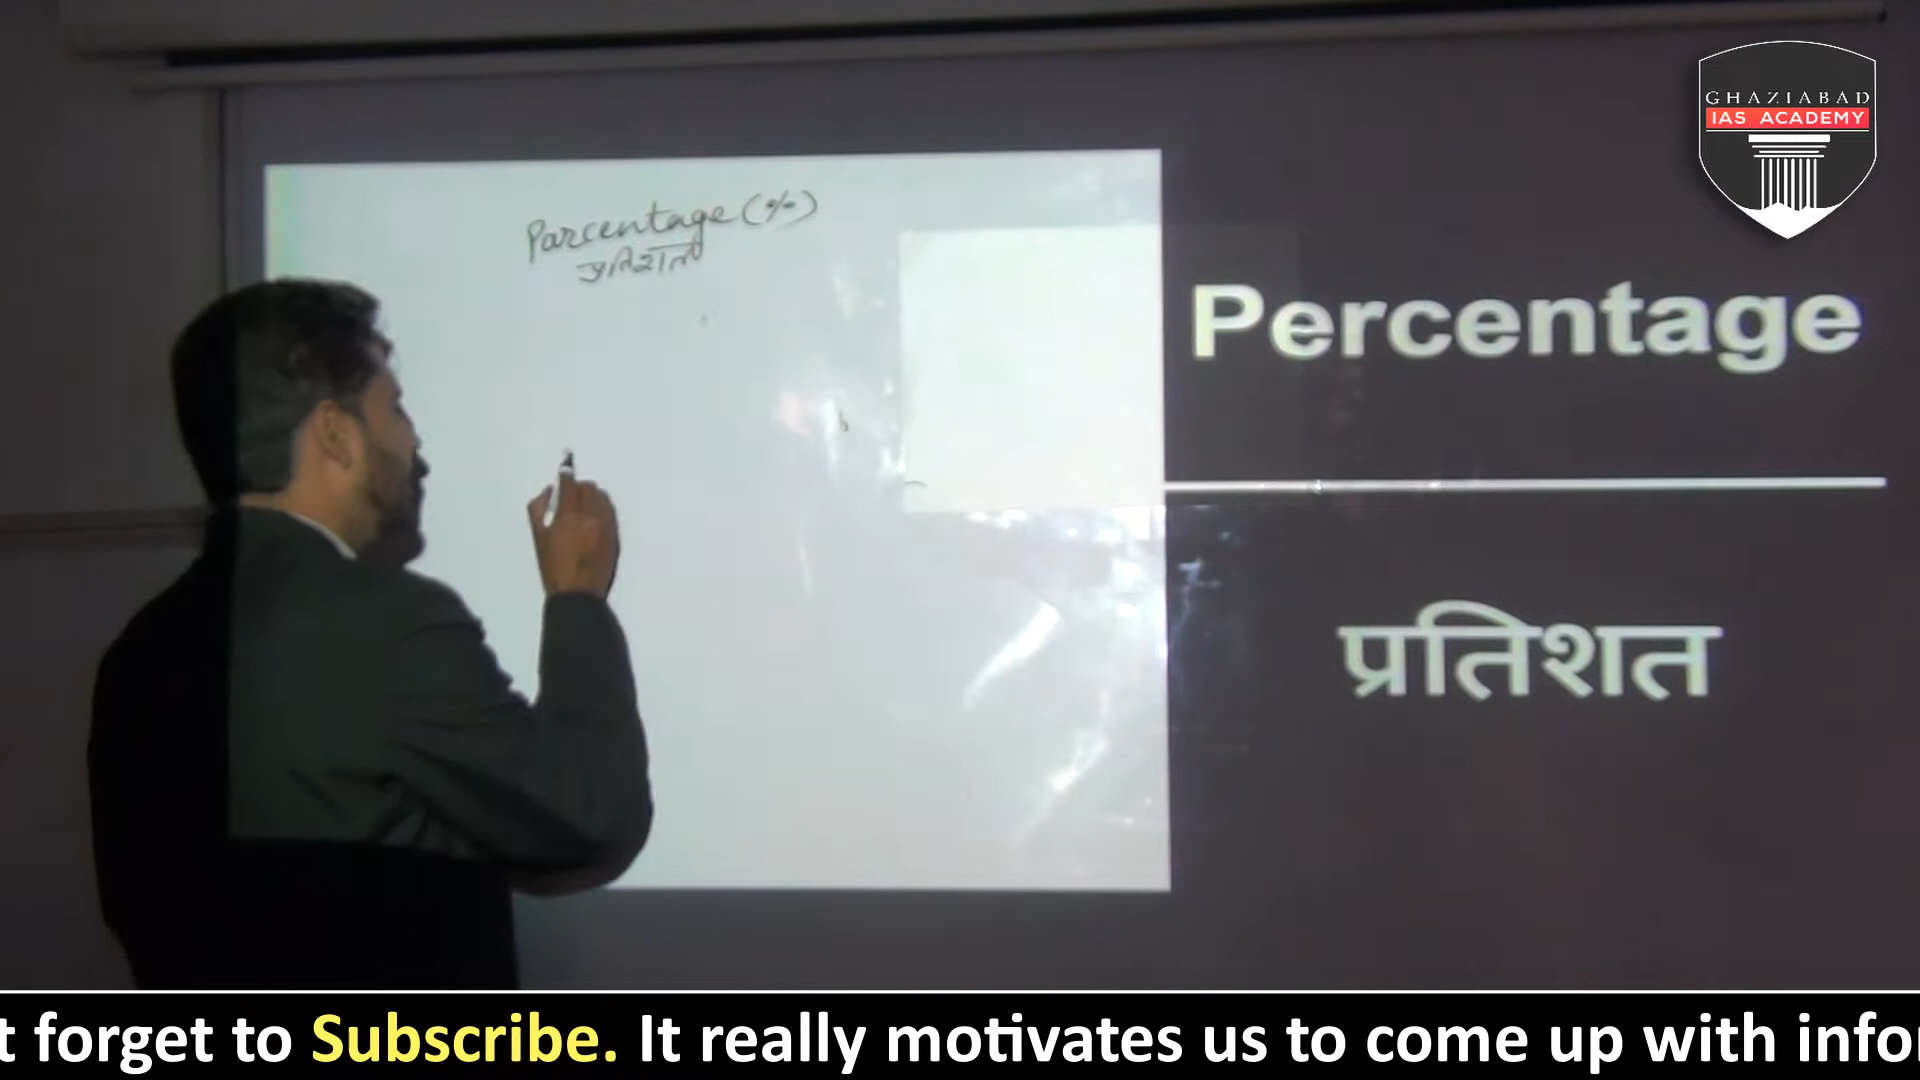 GHAZIABAD
IAS ACADEMY
Parcentage (%)
प्रतिशत
Percentage
प्रतिशत
t forget to Subscribe. It really motivates us to come up with infor